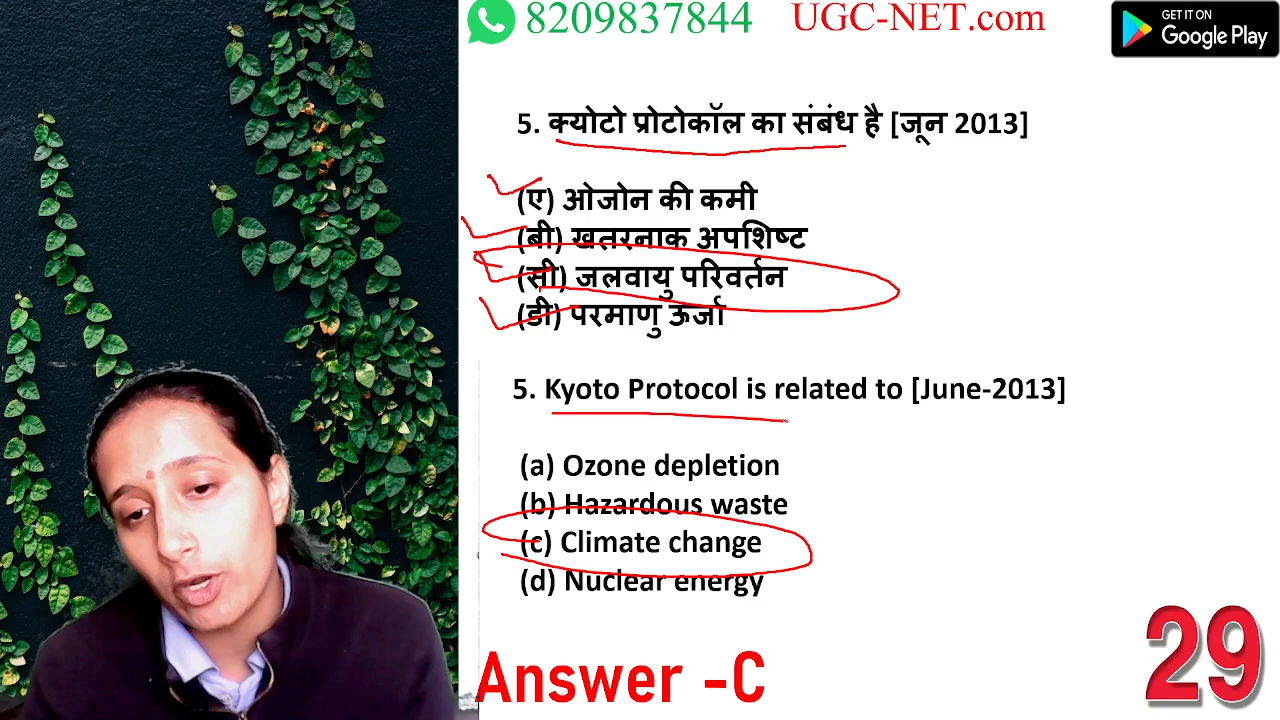 8209837844 UGC-NET.com
GET IT ON
Google Play
5. क्योटो प्रोटोकॉल का संबंध है [जून 2013]
(ए) ओजोन की कमी
(बी) खतरनाक अपशिष्ट
(सी) जलवायु परिवर्तन
(डी) परमाणु ऊर्जा
5. Kyoto Protocol is related to [June-2013]
(a) Ozone depletion
(b) Hazardous waste
(c) Climate change
(d) Nuclear energy
Answer -C
29